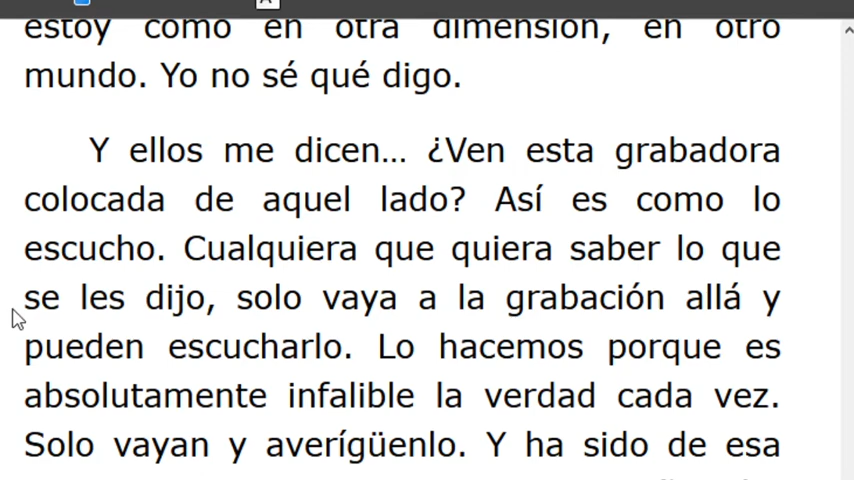 estoy como en otra dimensión, en otro
mundo. Yo no sé qué digo.
Y ellos me dicen… ¿Ven esta grabadora
colocada de aquel lado? Así es como lo
escucho. Cualquiera que quiera saber lo que
se les dijo, solo vaya a la grabación allá y
pueden escucharlo. Lo hacemos porque es
absolutamente infalible la verdad cada vez.
Solo vayan y averígüenlo. Y ha sido de esa